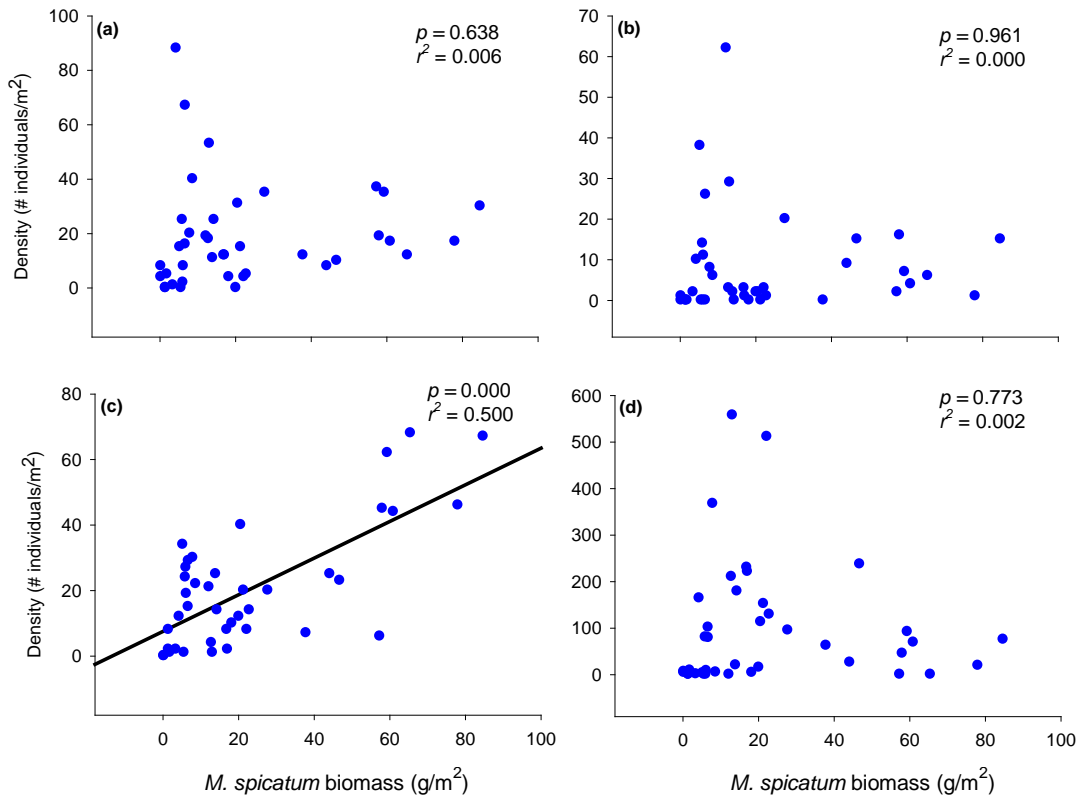 (a)
p = 0.638
r² = 0.006
Density (# individuals/m²)
100
80
60
40
20
0
(b)
p = 0.961
r² = 0.000
70
60
50
40
30
20
10
0
(c)
p = 0.000
r² = 0.500
Density (# individuals/m²)
80
60
40
20
0
0 20 40 60 80 100
M. spicatum biomass (g/m²)
(d)
p = 0.773
r² = 0.002
600
500
400
300
200
100
0
0 20 40 60 80 100
M. spicatum biomass (g/m²)